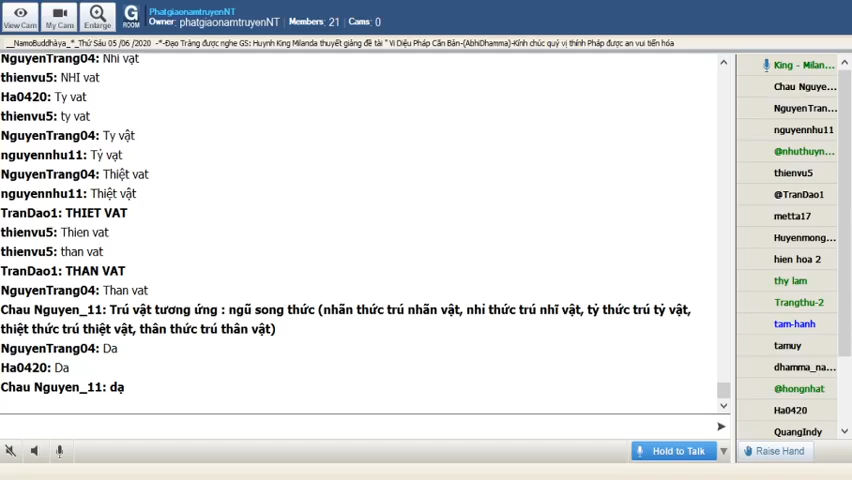 View Cam
My Cam
Enlarge
G
ROOM
PhatgiaonamtruyenNT
Owner: phatgiaonamtruyenNT Members: 21 Cams: 0
__NamoBuddhàya_*_Thứ Sáu 05 /06 /2020 -*-Đạo Tràng được nghe GS: Huynh King Milanda thuyết giảng đề tài " Vi Diệu Pháp Căn Bản-(AbhiDhamma)-Kính chúc quý vị thính Pháp được an vui tiến hóa
NguyenTrang04: Nhi vat
thienvu5: NHI vat
Ha0420: Ty vat
thienvu5: ty vat
NguyenTrang04: Ty vật
nguyennhu11: Tỷ vạt
NguyenTrang04: Thiệt vat
nguyennhu11: Thiệt vật
TranDao1: THIET VAT
thienvu5: Thien vat
thienvu5: than vat
TranDao1: THAN VAT
NguyenTrang04: Than vat
Chau Nguyen_11: Trú vật tương ứng : ngũ song thức (nhãn thức trú nhãn vật, nhỉ thức trú nhĩ vật, tỷ thức trú tỷ vật,
thiệt thức trú thiệt vật, thân thức trú thân vật)
NguyenTrang04: Da
Ha0420: Da
Chau Nguyen_11: dạ
King - Milan...
Chau Nguye...
NguyenTran...
nguyennhu11
@nhuthuyn...
thienvu5
@TranDao1
metta17
Huyenmong...
hien hoa 2
thy lam
Trangthu-2
tam-hanh
tamuy
dhamma_na...
@hongnhat
Ha0420
QuangIndy
Hold to Talk
Raise Hand